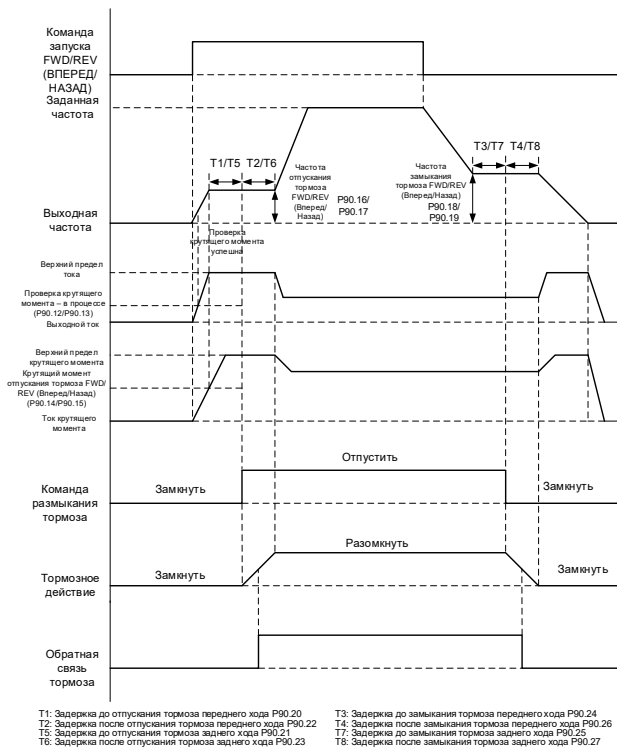 Команда
запуска
FWD/REV
(ВПЕРЕД/
НАЗАД)
Заданная
частота
T1/T5
T2/T6
T3/T7
T4/T8
Частота
отпускания
тормоза
FWD/REV
(Вперед/
Назад)
P90.16/
P90.17
Частота
замыкания
тормоза FWD/REV
(Вперед/Назад)
P90.18/
P90.19
Выходная
частота
Проверка
крутящего момента
успешна
Верхний предел
тока
Проверка крутящего
момента – в процессе
(P90.12/P90.13)
Выходной ток
Верхний предел
крутящего момента
Крутящий момент
отпускания тормоза FWD/
REV (Вперед/Назад)
(P90.14/P90.15)
Ток крутящего
момента
Отпустить
Команда
размыкания
тормоза
Замкнуть
Замкнуть
Разомкнуть
Тормозное
действие
Замкнуть
Замкнуть
Обратная
связь
тормоза
T1: Задержка до отпускания тормоза переднего хода P90.20
T2: Задержка после отпускания тормоза переднего хода P90.22
T5: Задержка до отпускания тормоза заднего хода P90.21
T6: Задержка после отпускания тормоза заднего хода P90.23
T3: Задержка до замыкания тормоза переднего хода P90.24
T4: Задержка после замыкания тормоза переднего хода P90.26
T7: Задержка до замыкания тормоза заднего хода P90.25
T8: Задержка после замыкания тормоза заднего хода P90.27